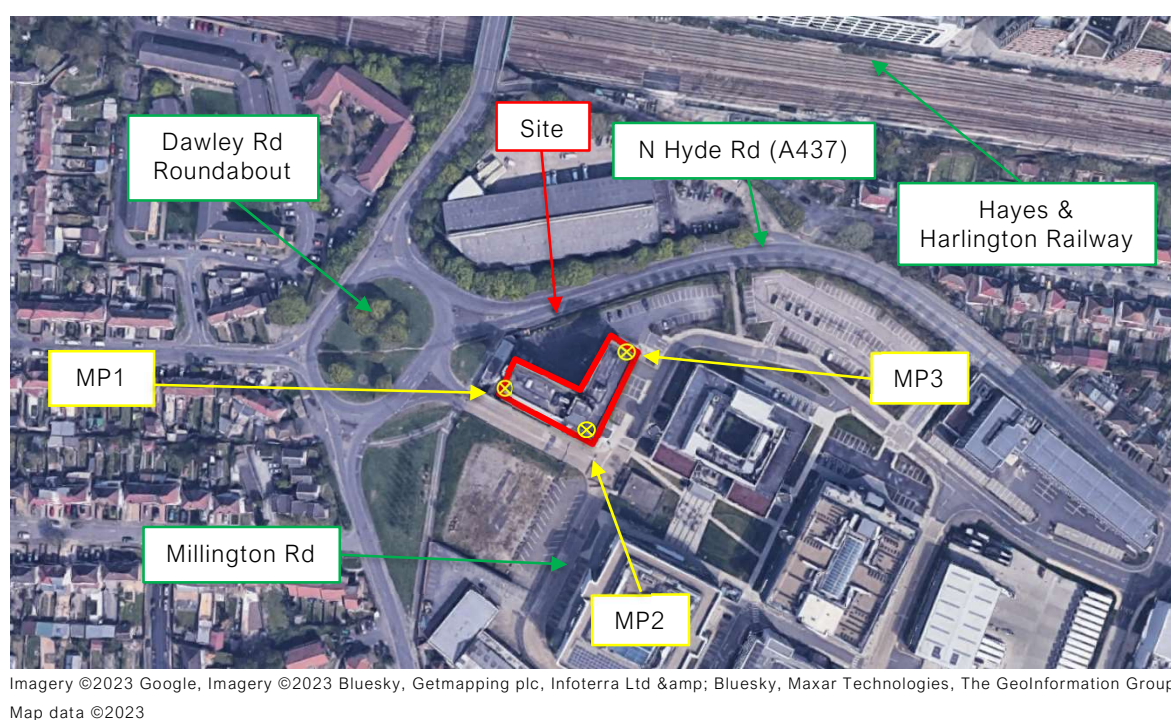 Site
Dawley Rd
Roundabout
N Hyde Rd (A437)
Hayes &
Harlington Railway
MP1
MP3
Millington Rd
MP2
Imagery ©2023 Google, Imagery ©2023 Bluesky, Getmapping plc, Infoterra Ltd &amp; Bluesky, Maxar Technologies, The GeoInformation Group
Map data ©2023